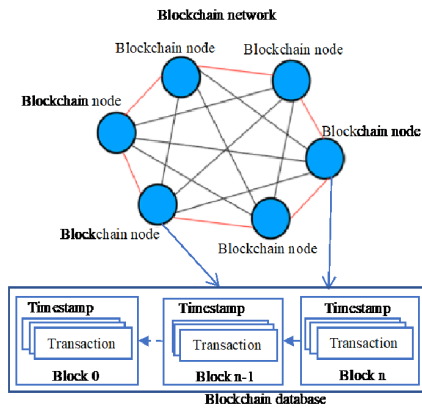 Blockchain network
Blockchain node
Blockchain node
Blockchain node
Blockchain node
Blockchain node
Blockchain node
Timestamp
Transaction
Block 0
Timestamp
Transaction
Block n-1
Timestamp
Transaction
Block n
Blockchain database